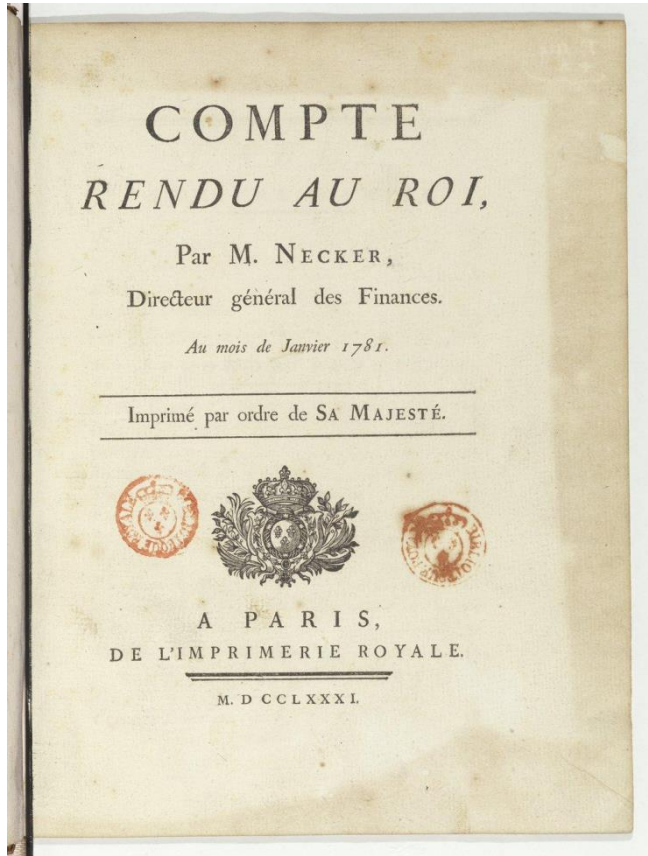 COMPTE
RENDU AU ROI,
Par M. NECKER,
Directeur général des Finances.
Au mois de Janvier 1781.
Imprimé par ordre de SA MAJESTÉ.
A PARIS,
DE L'IMPRIMERIE ROYALE.
M. D CCLXXXI.